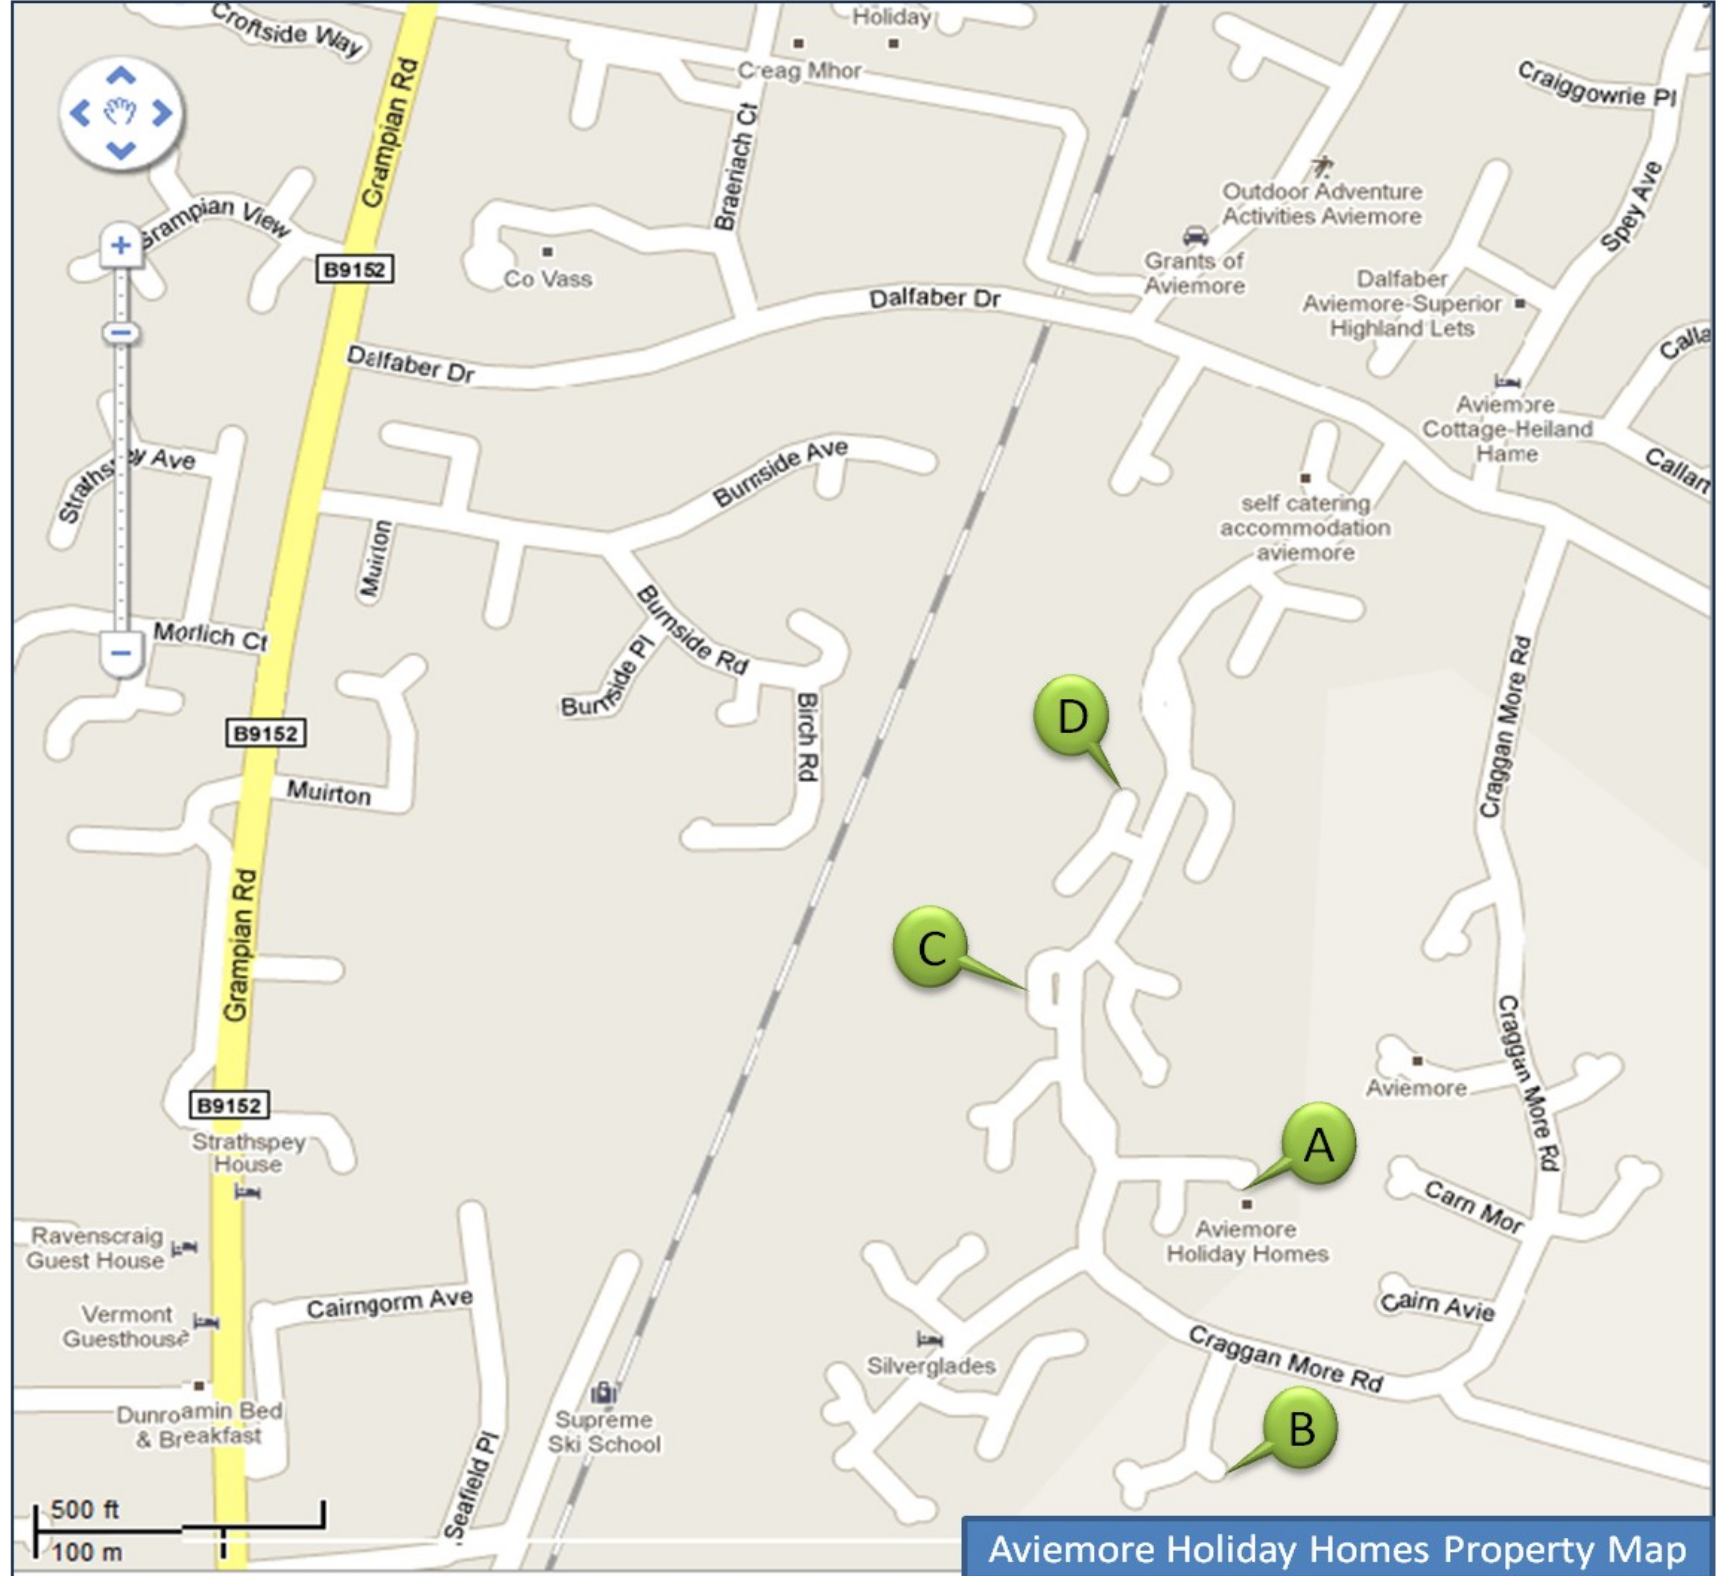 Croftside Way
Holiday
Creag Mhor
Grampian Rd
Braeriach Ct
Craiggowrie Pl
Outdoor Adventure
Activities Aviemore
Spey Ave
Grampian View
B9152
Co Vass
Grants of
Aviemore
Dalfaber
Aviemore-Superior
Highland Lets
Dalfaber Dr
Dalfaber Dr
Calla
Aviemore
Cottage-Heiland
Hame
Callart
Strathspey Ave
Burnside Ave
self catering
accommodation
aviemore
Muirton
Morlich Ct
Burnside Rd
Burnside Pl
Birch Rd
Craggan More Rd
B9152
D
Muirton
Grampian Rd
C
Craggan More Rd
Aviemore
B9152
Strathspey
House
A
Carn Mor
Aviemore
Holiday Homes
Ravenscraig
Guest House
Cairngorm Ave
Cairn Avie
Vermont
Guesthouse
Craggan More Rd
Silverglades
Dunromin Bed
& Breakfast
Supreme
Ski School
B
Seafield Pl
500 ft
100 m
Aviemore Holiday Homes Property Map